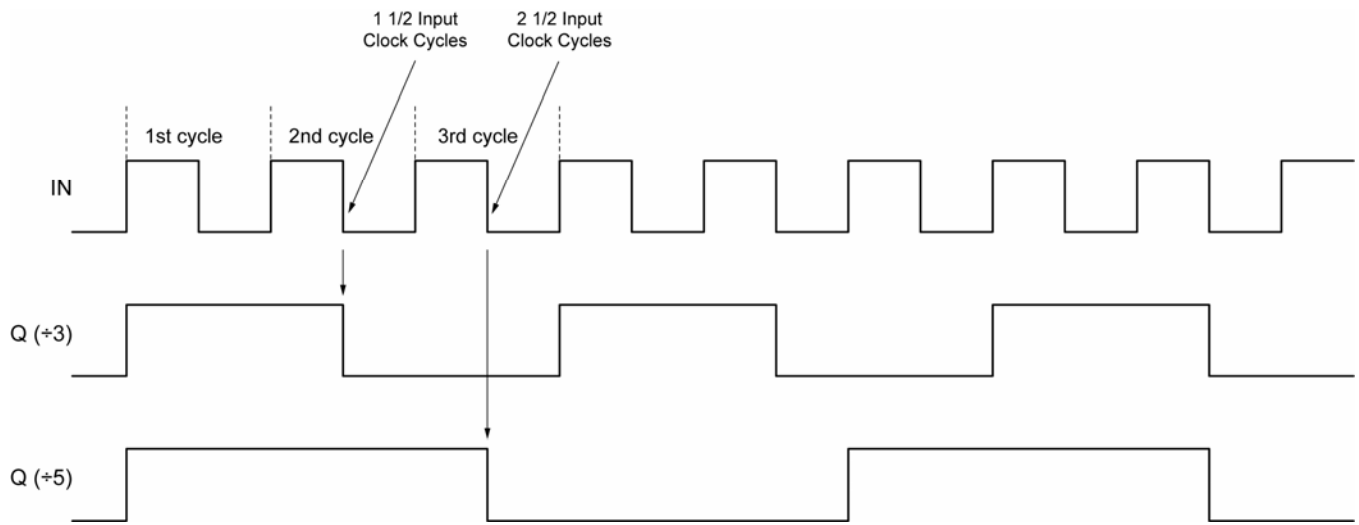 1 1/2 Input
Clock Cycles
2 1/2 Input
Clock Cycles
1st cycle
2nd cycle
3rd cycle
IN
Q (÷3)
Q (÷5)